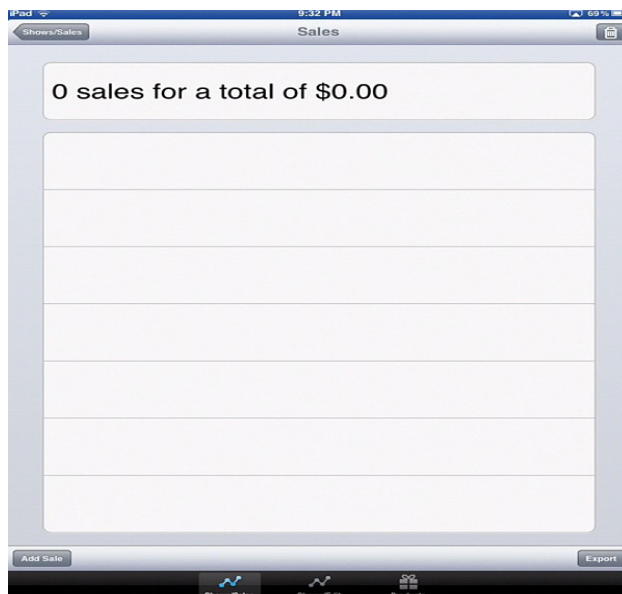 iPad 9:32 PM 69%
Shows/Sales Sales
0 sales for a total of $0.00
Add Sale Export